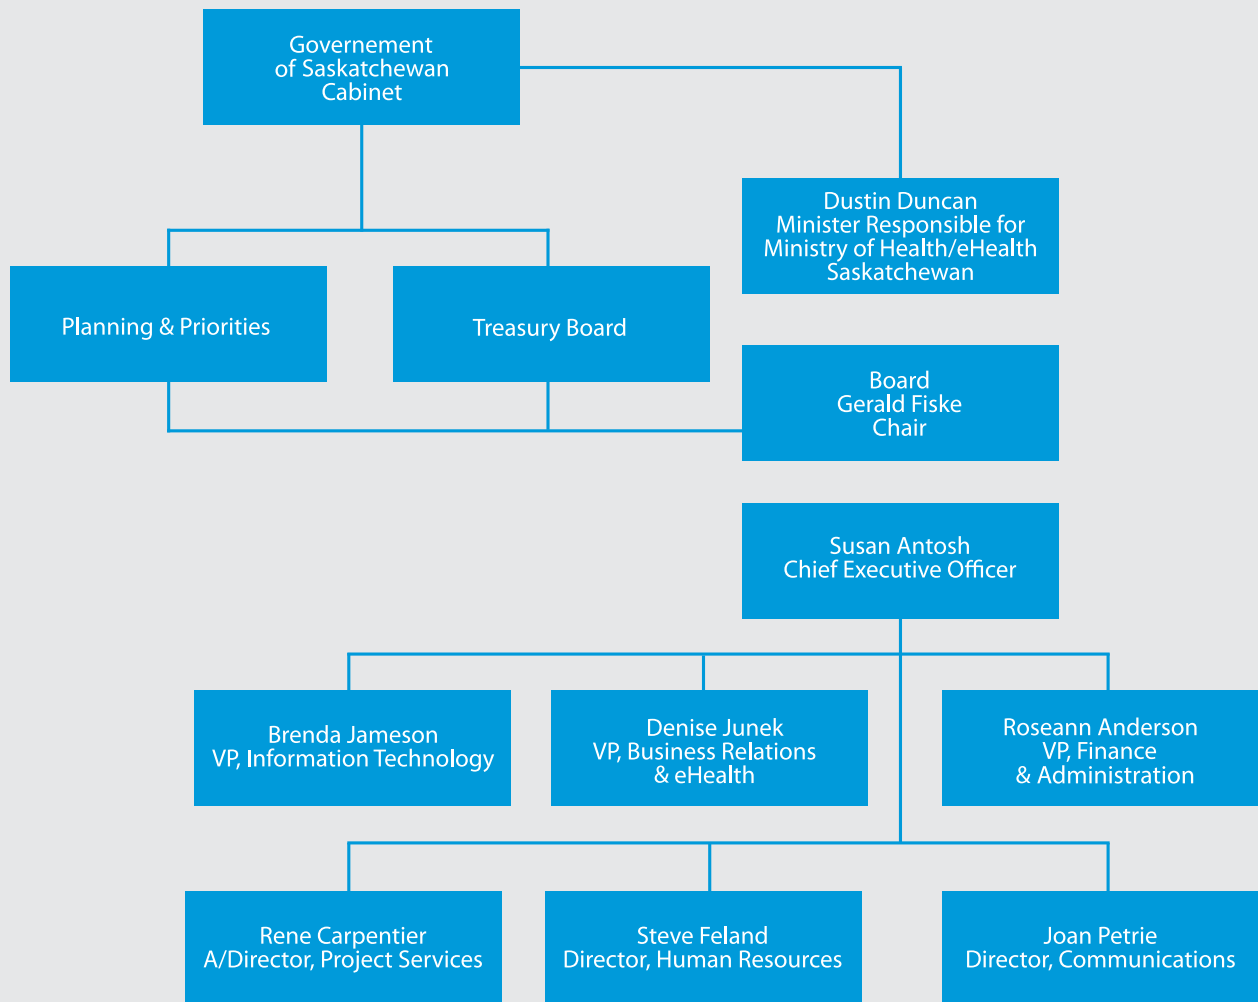 Governement
of Saskatchewan
Cabinet
Dustin Duncan
Minister Responsible for
Ministry of Health/eHealth
Saskatchewan
Planning & Priorities
Treasury Board
Board
Gerald Fiske
Chair
Susan Antosh
Chief Executive Officer
Brenda Jameson
VP, Information Technology
Denise Junek
VP, Business Relations
& eHealth
Roseann Anderson
VP, Finance
& Administration
Rene Carpentier
A/Director, Project Services
Steve Feland
Director, Human Resources
Joan Petrie
Director, Communications